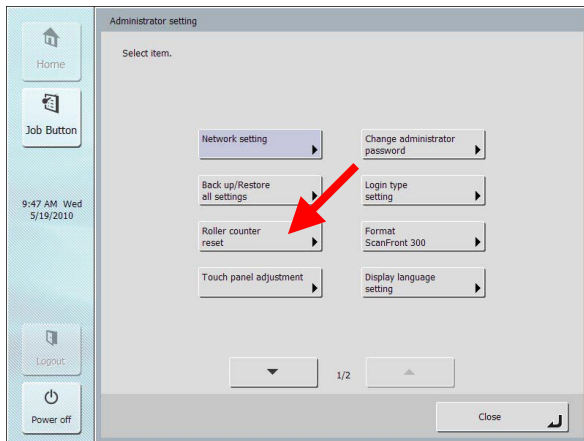 Administrator setting
Home
Select item.
Job Button
Network setting
Change administrator
password
Back up/Restore
all settings
Login type
setting
9:47 AM Wed
5/19/2010
Roller counter
reset
Format
ScanFront 300
Touch panel adjustment
Display language
setting
Logout
1/2
Power off
Close